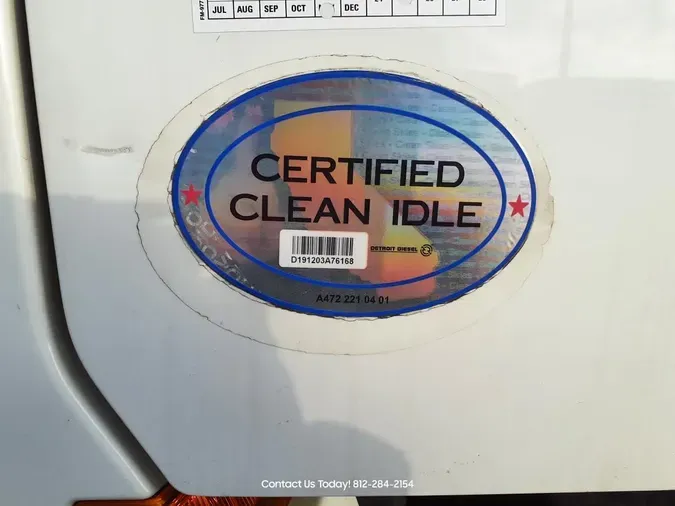 JUL AUG SEP OCT DEC
CERTIFIED
CLEAN IDLE
D191203A76168
DETROIT DIESEL
A472 221 04 01
Contact Us Today! 812-284-2154